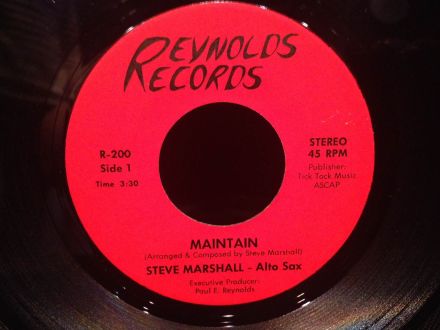 REYNOLDS
RECORDS
R-200
Side 1
Time 3:30
STEREO
45 RPM
Publisher:
Tick Tock Music
ASCAP
MAINTAIN
(Arranged & Composed by Steve Marshall)
STEVE MARSHALL - Alto Sax
Executive Producer:
Paul E. Reynolds